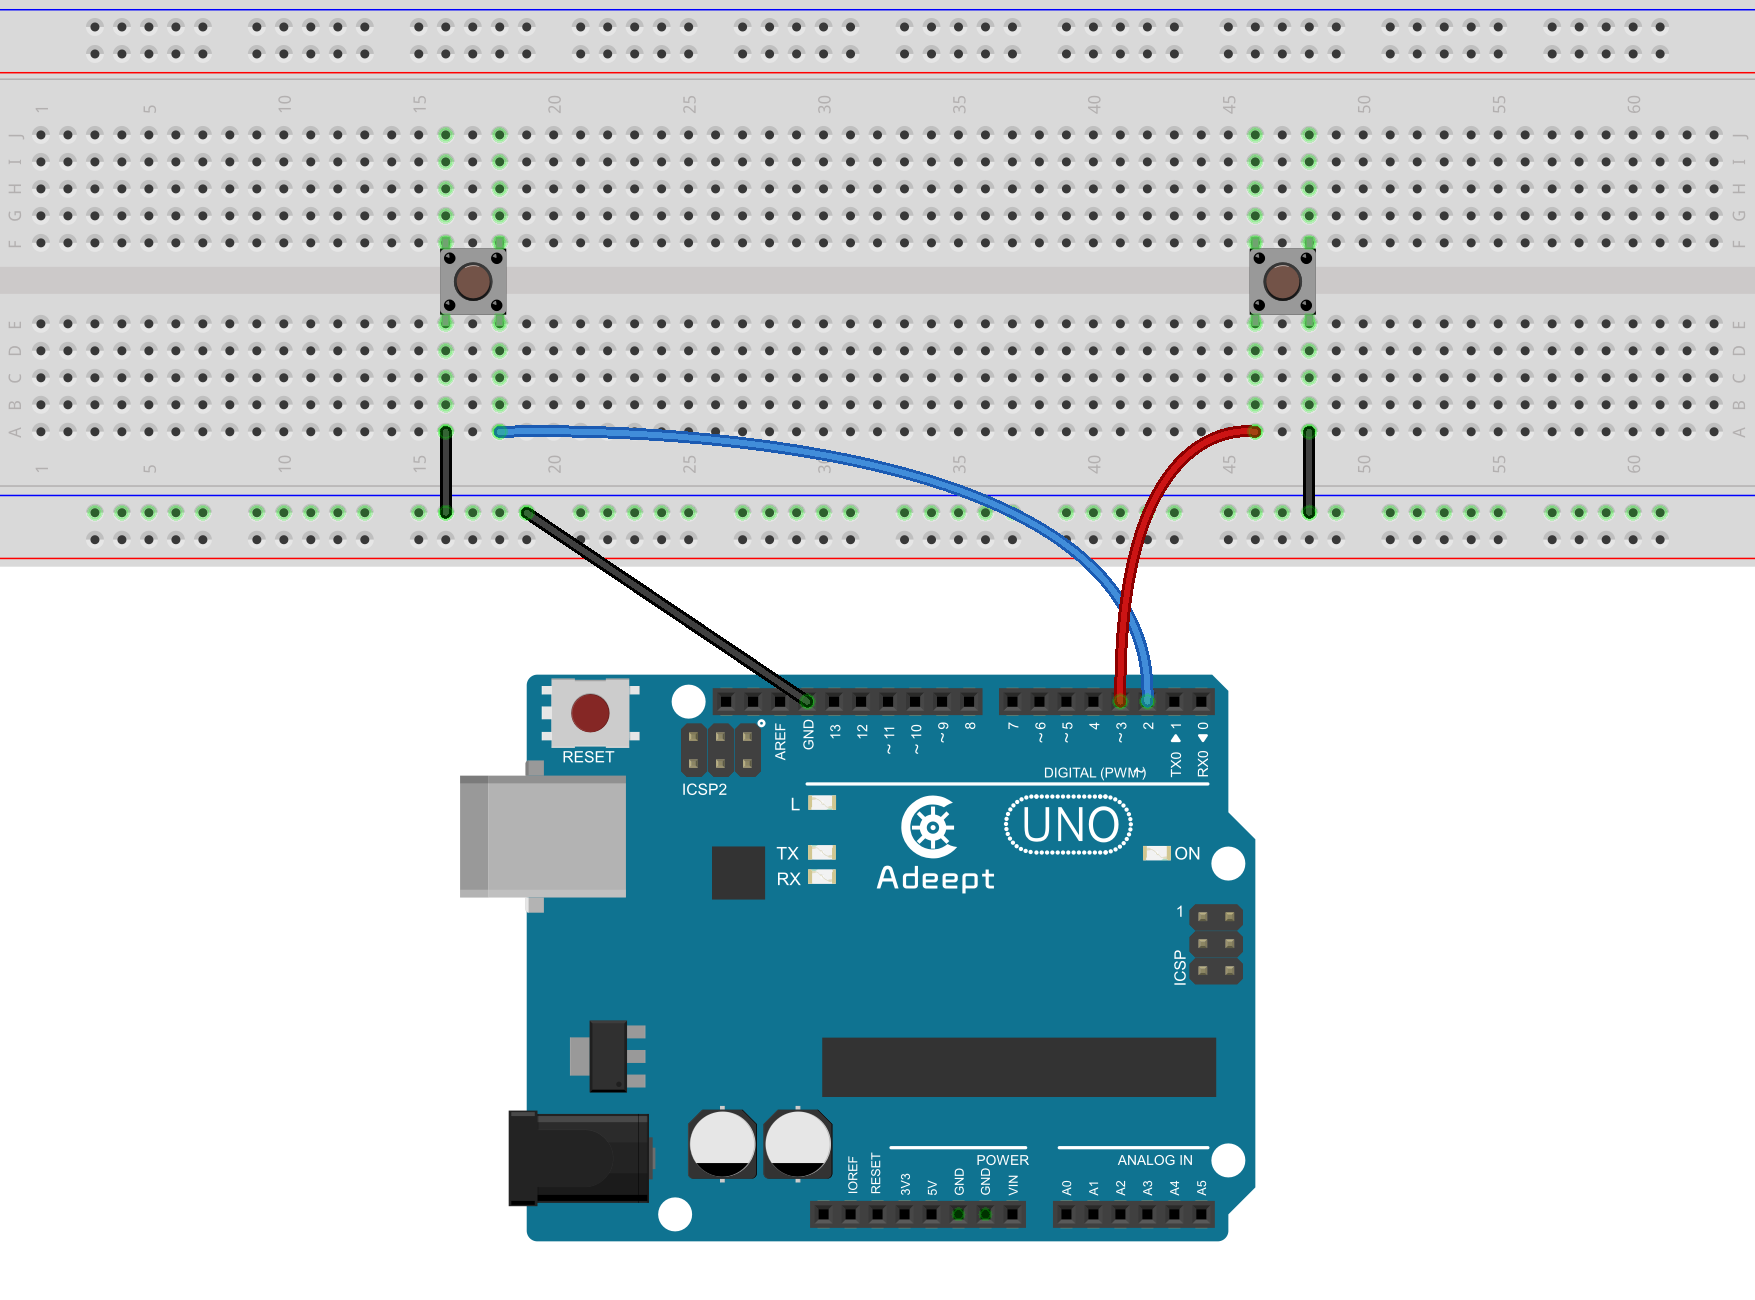 1 5 10 15 20 25 30 35 40 45 50 55 60
J J
I I
H H
G G
F F
E E
D D
C C
B B
A A
1 5 10 15 20 25 30 35 40 45 50 55 60
RESET
ICSP2
AREF GND 13 12 ~11 ~10 ~9 8 7 ~6 ~5 4 ~3 2 TX0 ▶ 1 RX0 ◀ 0
DIGITAL (PWM~)
L
TX
RX
Adeept
UNO
ON
1
ICSP
POWER
ANALOG IN
IOREF RESET 3V3 5V GND GND VIN A0 A1 A2 A3 A4 A5